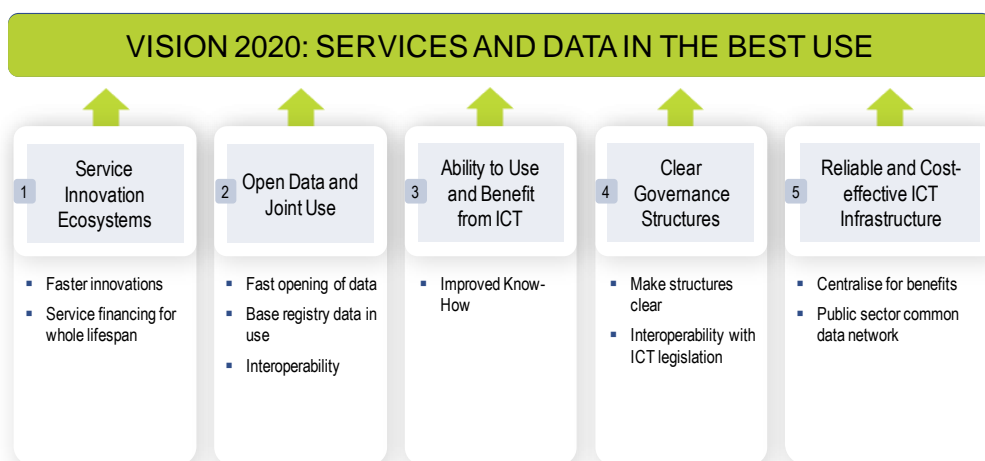 VISION 2020: SERVICES AND DATA IN THE BEST USE
1
Service
Innovation
Ecosystems
▪ Faster innovations
▪ Service financing for
whole lifespan
2
Open Data and
Joint Use
▪ Fast opening of data
▪ Base registry data in
use
▪ Interoperability
3
Ability to Use
and Benefit
from ICT
▪ Improved Know-
How
4
Clear
Governance
Structures
▪ Make structures
clear
▪ Interoperability with
ICT legislation
5
Reliable and Cost-
effective ICT
Infrastructure
▪ Centralise for benefits
▪ Public sector common
data network